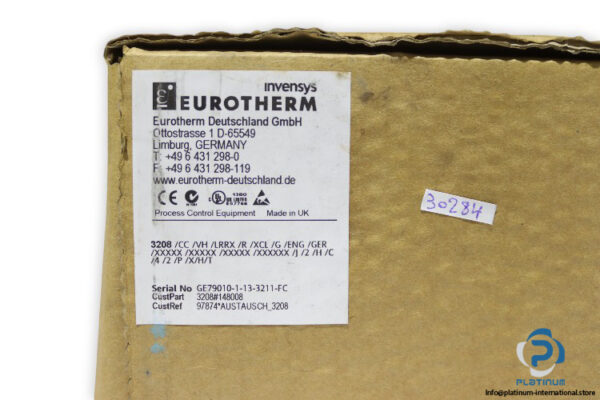 invensys
EUROTHERM
Eurotherm Deutschland GmbH
Ottostrasse 1 D-65549
Limburg, GERMANY
T: +49 6 431 298-0
F: +49 6 431 298-119
www.eurotherm-deutschland.de
Process Control Equipment Made in UK
3208 /CC /VH /LRRX /R /XCL /G /ENG /GER
/XXXXX /XXXXX /XXXXX /XXXXXX /J /2 /H /C
/4 /2 /P /X/H/T
Serial No GE79010-1-13-3211-FC
CustPart 3208#148008
CustRef 97874*AUSTAUSCH_3208
30284
PLATINUM
info@platinum-international.store